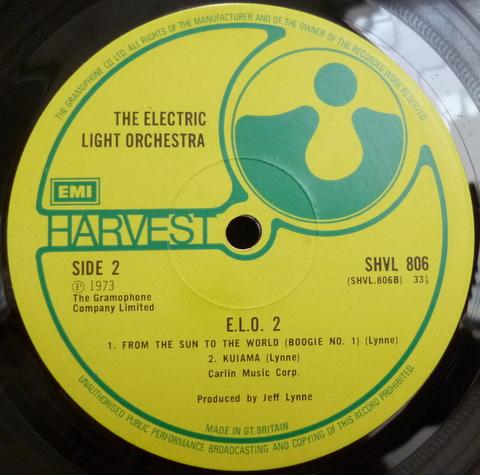 THE GRAMOPHONE CO. LTD. ALL RIGHTS OF THE MANUFACTURER AND OF THE OWNER OF THE RECORDED WORK RESERVED
THE ELECTRIC
LIGHT ORCHESTRA
EMI
HARVEST
SIDE 2
SHVL 806
Ⓟ 1973
(SHVL.806B) 33⅓
The Gramophone
Company Limited
E.L.O. 2
1. FROM THE SUN TO THE WORLD (BOOGIE NO. 1) (Lynne)
2. KUIAMA (Lynne)
Carlin Music Corp.
Produced by Jeff Lynne
MADE IN GT. BRITAIN
UNAUTHORISED PUBLIC PERFORMANCE BROADCASTING AND COPYING OF THIS RECORD PROHIBITED.